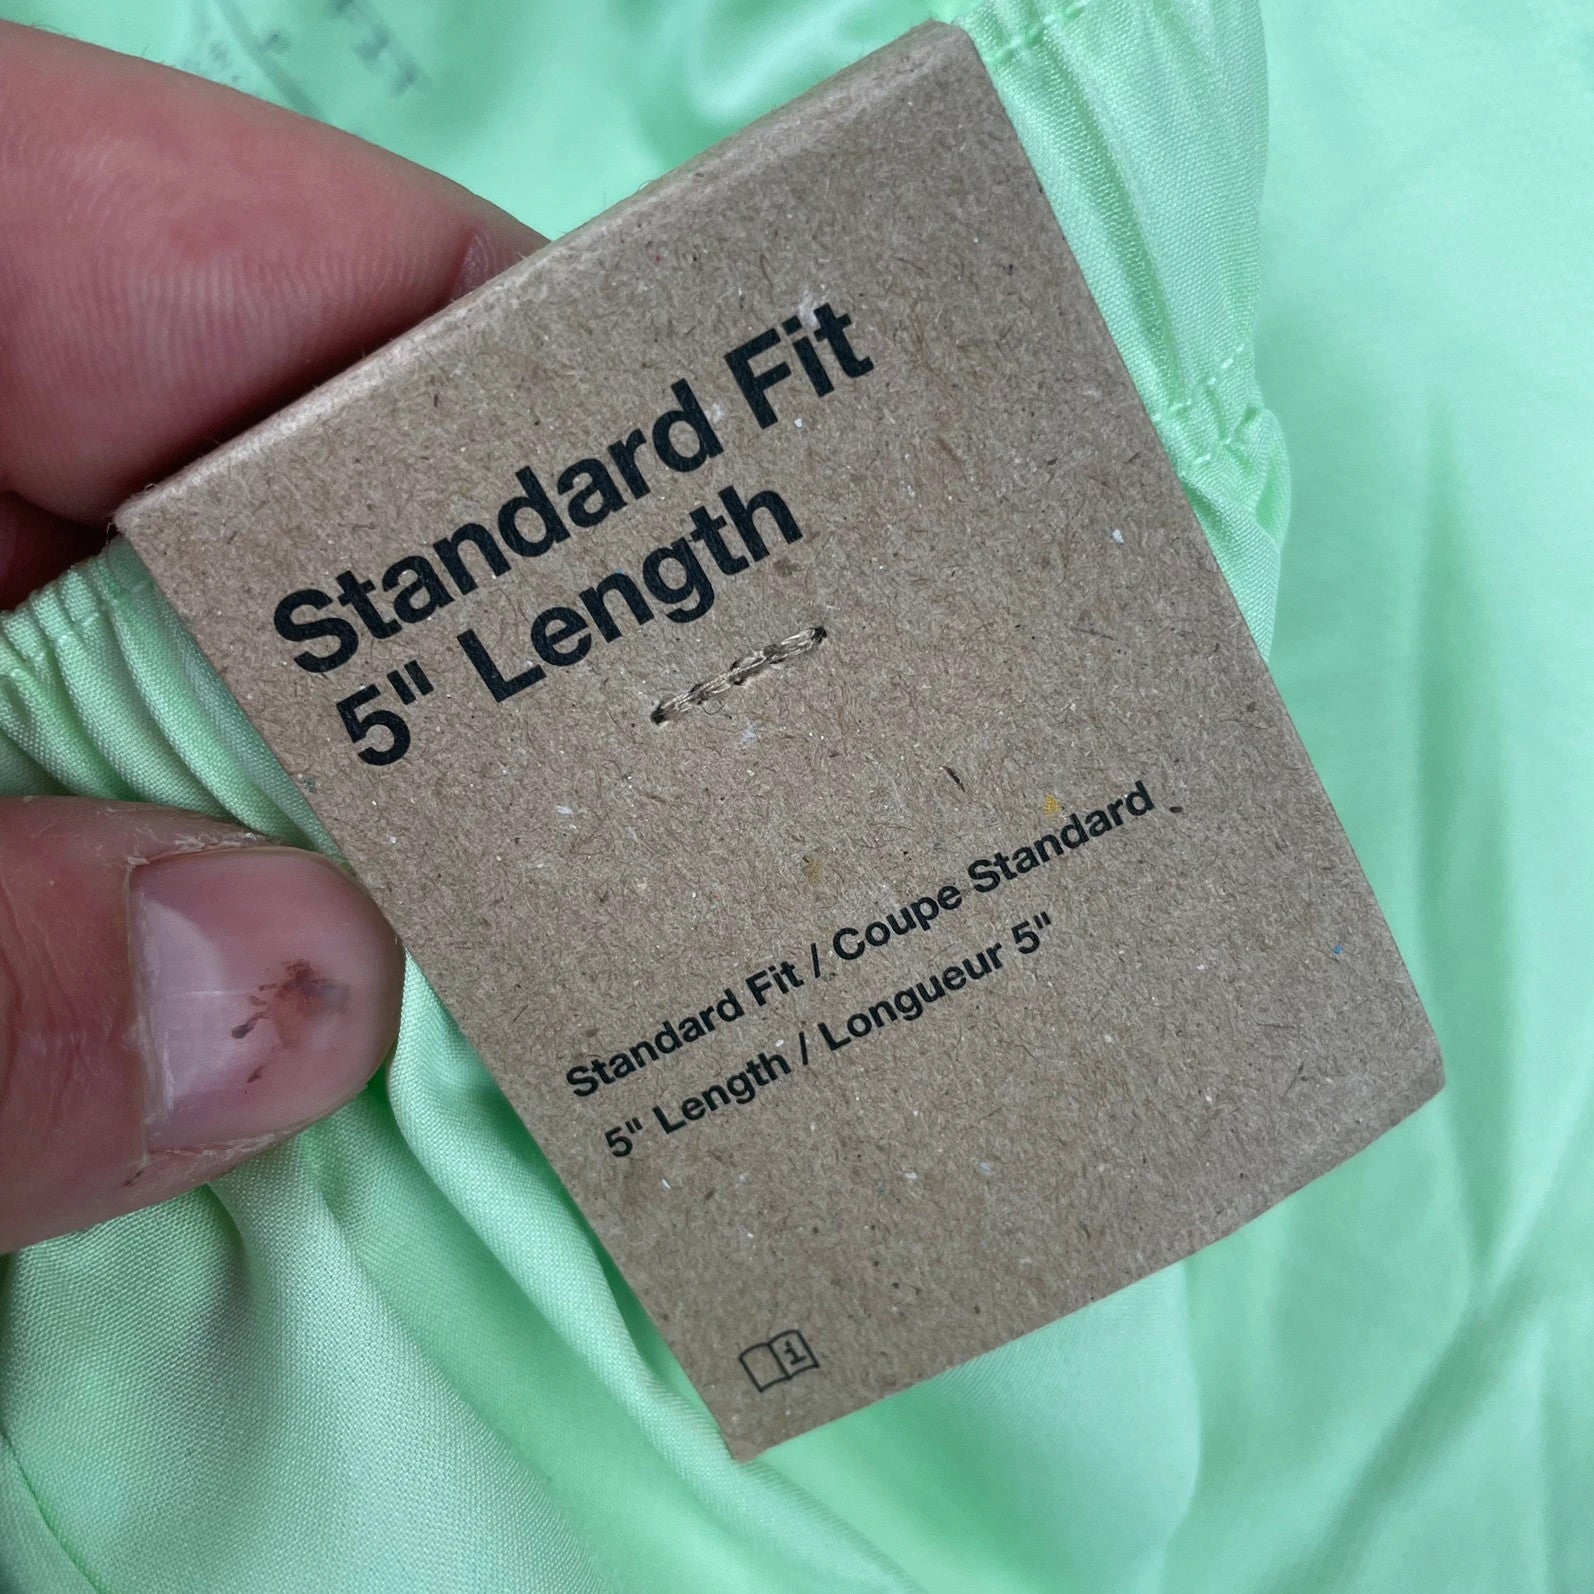 Standard Fit
5" Length
Standard Fit / Coupe Standard
5" Length / Longueur 5"
i